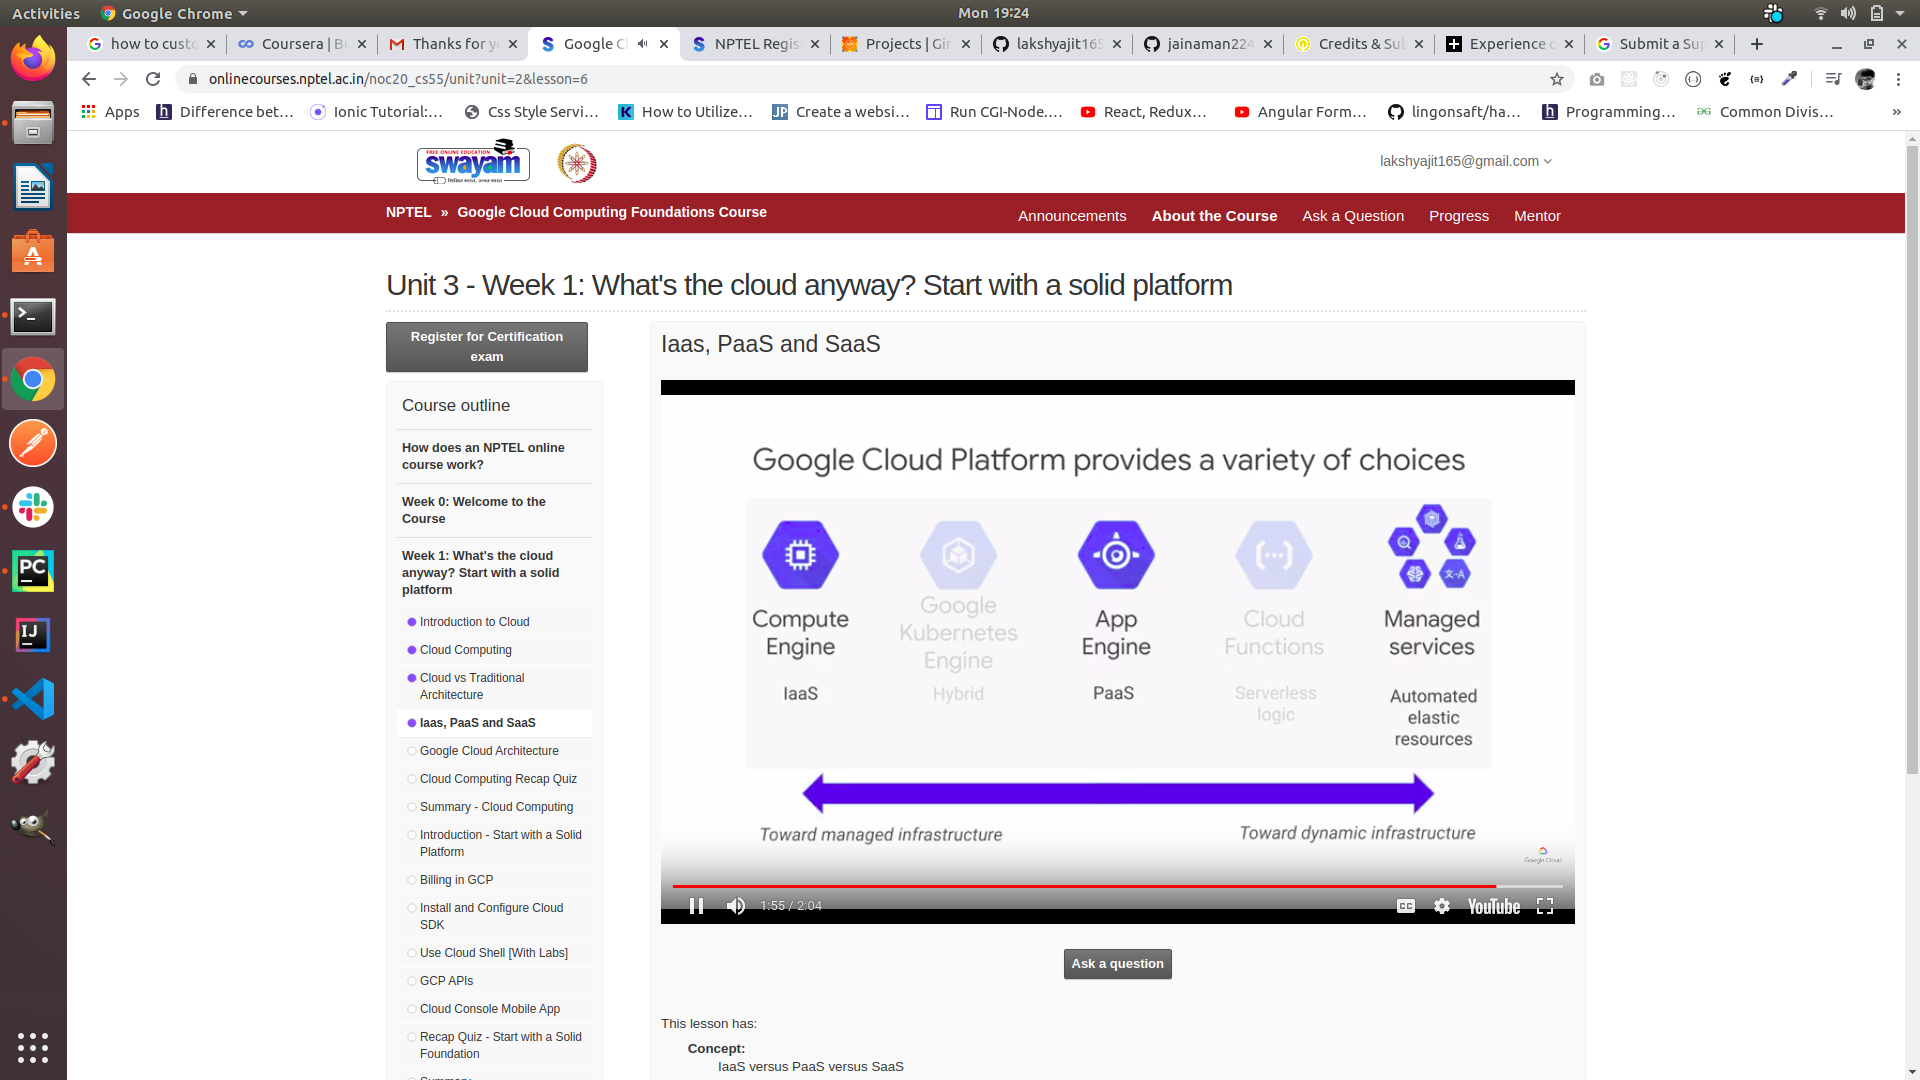 Activities
Google Chrome
Mon 19:24
how to custo
Coursera | Bu
Thanks for yo
Google Cl
NPTEL Regis
Projects | Gir
lakshyajit165
jainaman224
Credits & Sub
Experience c
Submit a Sup
onlinecourses.nptel.ac.in/noc20_cs55/unit?unit=2&lesson=6
Apps
Difference bet…
Ionic Tutorial:…
Css Style Servi…
How to Utilize…
Create a websi…
Run CGI-Node.…
React, Redux…
Angular Form…
lingonsaft/ha…
Programming…
Common Divis…
»
FREE ONLINE EDUCATION
swayam
शिक्षित भारत, उन्नत भारत
lakshyajit165@gmail.com
NPTEL » Google Cloud Computing Foundations Course
Announcements
About the Course
Ask a Question
Progress
Mentor
Unit 3 - Week 1: What's the cloud anyway? Start with a solid platform
Register for Certification
exam
Course outline
How does an NPTEL online
course work?
Week 0: Welcome to the
Course
Week 1: What's the cloud
anyway? Start with a solid
platform
Introduction to Cloud
Cloud Computing
Cloud vs Traditional
Architecture
Iaas, PaaS and SaaS
Google Cloud Architecture
Cloud Computing Recap Quiz
Summary - Cloud Computing
Introduction - Start with a Solid
Platform
Billing in GCP
Install and Configure Cloud
SDK
Use Cloud Shell [With Labs]
GCP APIs
Cloud Console Mobile App
Recap Quiz - Start with a Solid
Foundation
Summary
Iaas, PaaS and SaaS
Google Cloud Platform provides a variety of choices
Compute
Engine
IaaS
Google
Kubernetes
Engine
Hybrid
App
Engine
PaaS
Cloud
Functions
Serverless
logic
Managed
services
Automated
elastic
resources
Toward managed infrastructure
Toward dynamic infrastructure
Google Cloud
1:55 / 2:04
CC
YouTube
Ask a question
This lesson has:
Concept:
IaaS versus PaaS versus SaaS